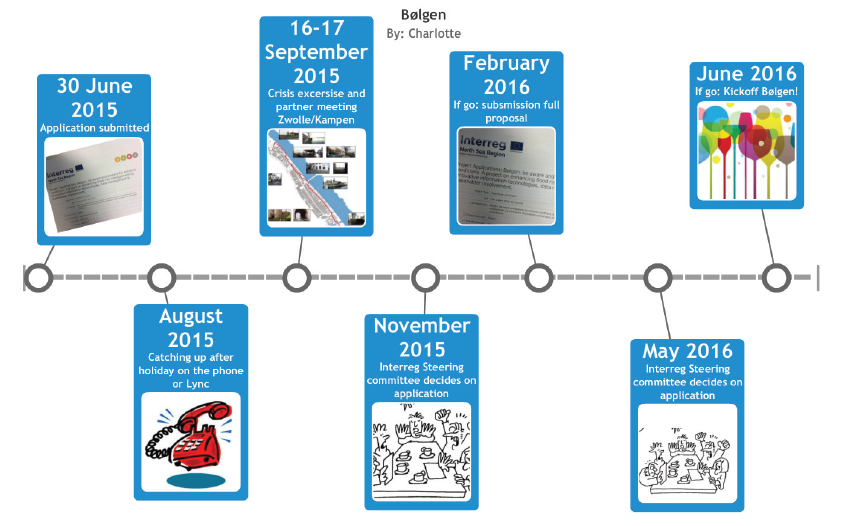 Bølgen
By: Charlotte
30 June
2015
Application submitted
Interreg
August
2015
Catching up after
holiday on the phone
or Lync
16-17
September
2015
Crisis excersise and
partner meeting
Zwolle/Kampen
November
2015
Interreg Steering
committee decides on
application
February
2016
If go: subsmission full
proposal
Interreg
North Sea Region
May 2016
Interreg Steering
committee decides on
application
June 2016
If go: Kickoff Bølgen!